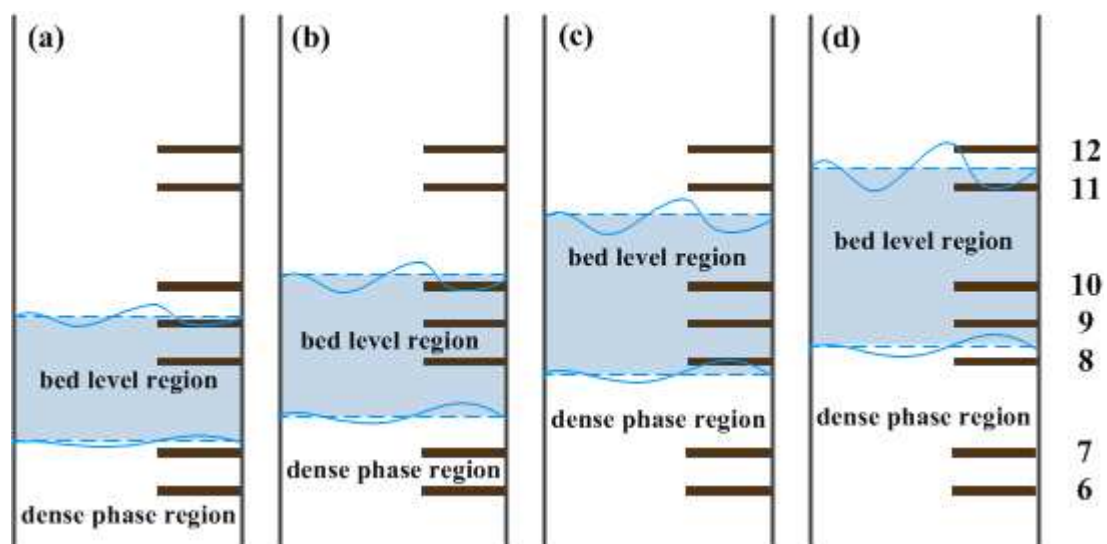 (a)
(b)
(c)
(d)
12
11
bed level region
bed level region
10
bed level region
9
bed level region
8
dense phase region
dense phase region
7
dense phase region
6
dense phase region